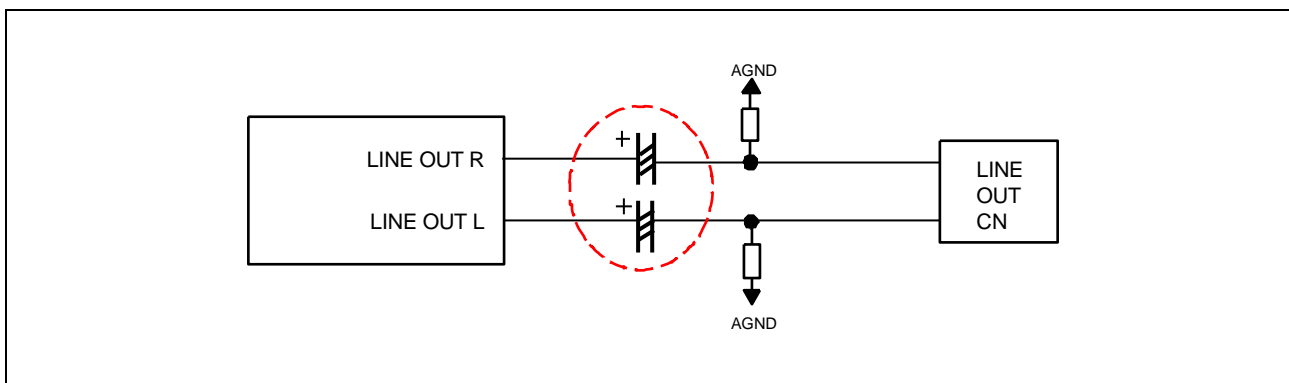 AGND
+
LINE OUT R
LINE
OUT
CN
+
LINE OUT L
AGND